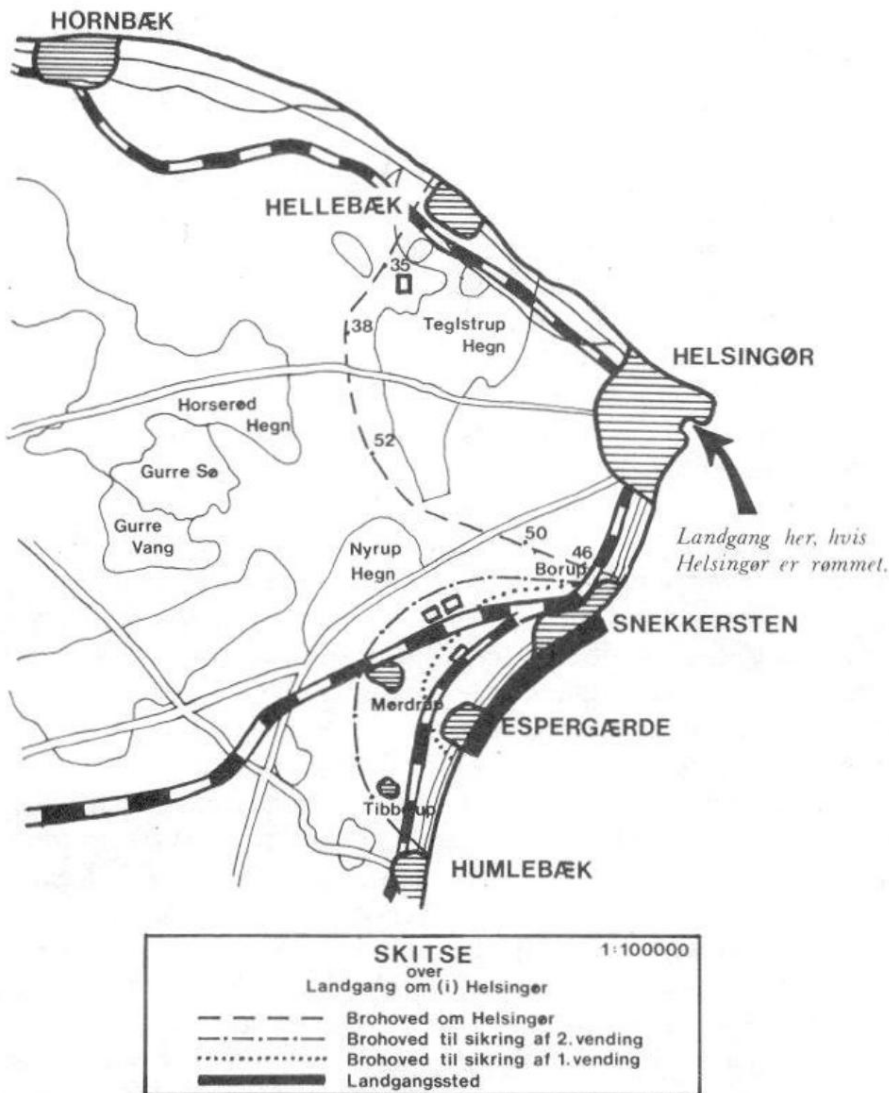 HORNBÆK
HELLEBÆK
35
38
Teglstrup
Hegn
HELSINGØR
Horserød
Hegn
52
Gurre Sø
Gurre
Vang
50
Nyrup
Hegn
46
Borup
Landgang her, hvis
Helsingør er rømmet.
SNEKKERSTEN
Mørdrup
ESPERGÆRDE
Tibberup
HUMLEBÆK
SKITSE 1:100000
over
Landgang om (i) Helsingør
Brohoved om Helsingør
Brohoved til sikring af 2. vending
Brohoved til sikring af 1. vending
Landgangssted